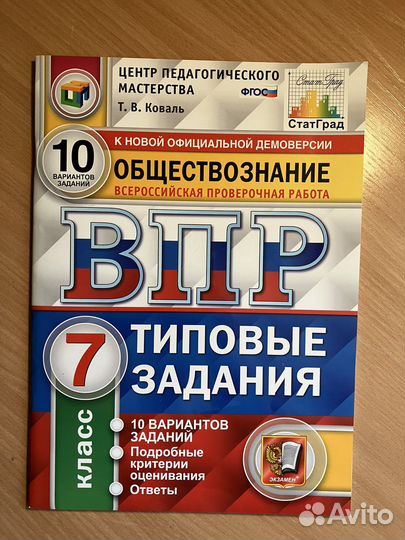 ЦЕНТР ПЕДАГОГИЧЕСКОГО
МАСТЕРСТВА
Т. В. Коваль
ФГОС
СтатГрад
СтатГрад
К НОВОЙ ОФИЦИАЛЬНОЙ ДЕМОВЕРСИИ
10
ВАРИАНТОВ
ЗАДАНИЙ
ОБЩЕСТВОЗНАНИЕ
ВСЕРОССИЙСКАЯ ПРОВЕРОЧНАЯ РАБОТА
ВПР
7
класс
ТИПОВЫЕ
ЗАДАНИЯ
• 10 ВАРИАНТОВ
ЗАДАНИЙ
• Подробные
критерии
оценивания
• Ответы
ЭКЗАМЕН
Avito